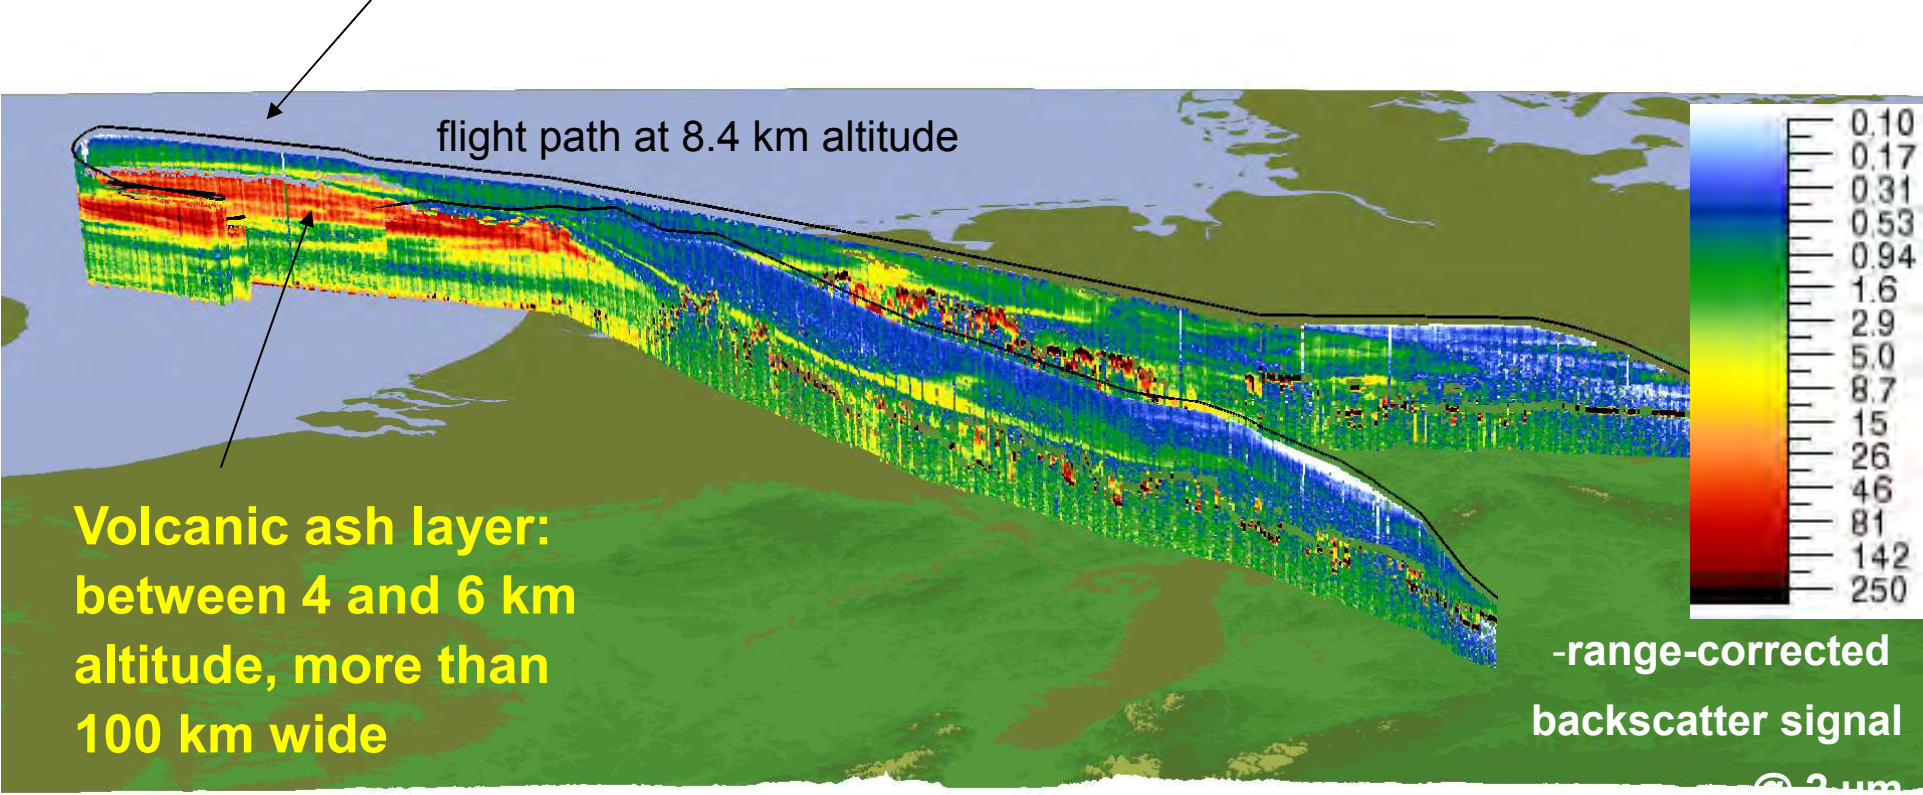 flight path at 8.4 km altitude
0.10
0.17
0.31
0.53
0.94
1.6
2.9
5.0
8.7
15
26
46
81
142
250
Volcanic ash layer:
between 4 and 6 km
altitude, more than
100 km wide
-range-corrected
backscatter signal
@ 2 µm